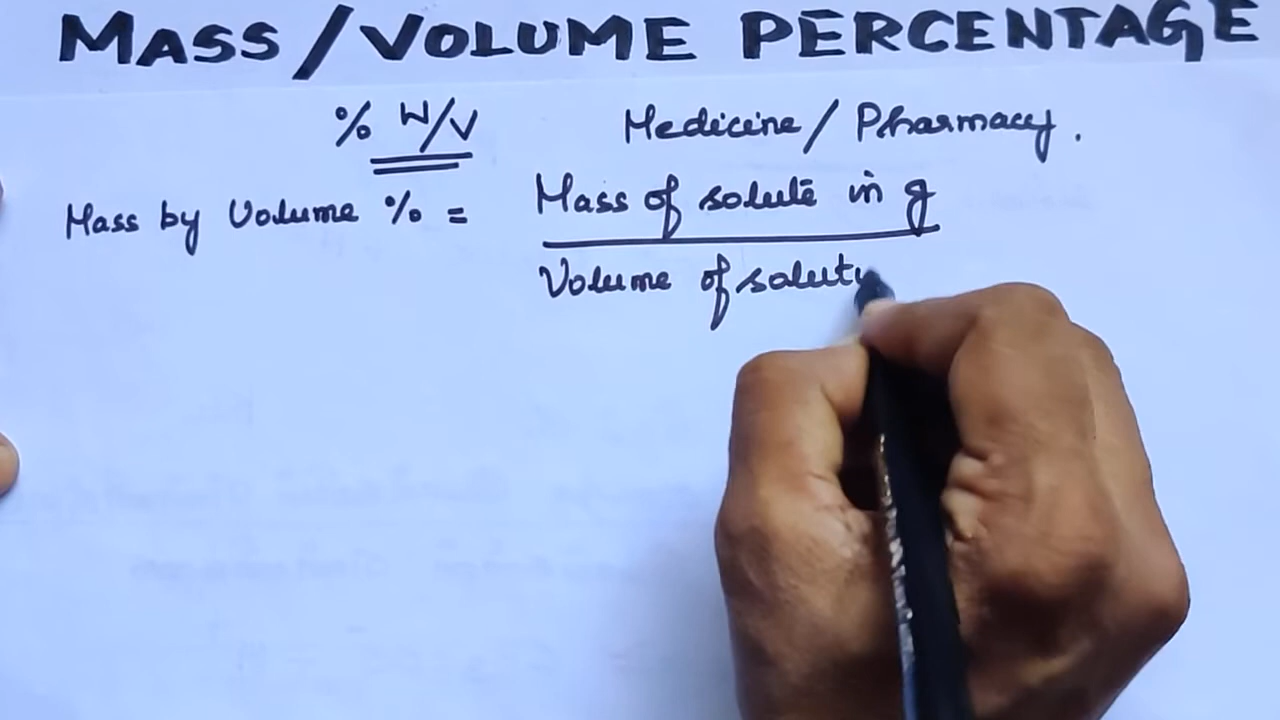 MASS/VOLUME PERCENTAGE
% W/V Medicine/Pharmacy.
Mass by Volume % = Mass of solute in g
Volume of soluti